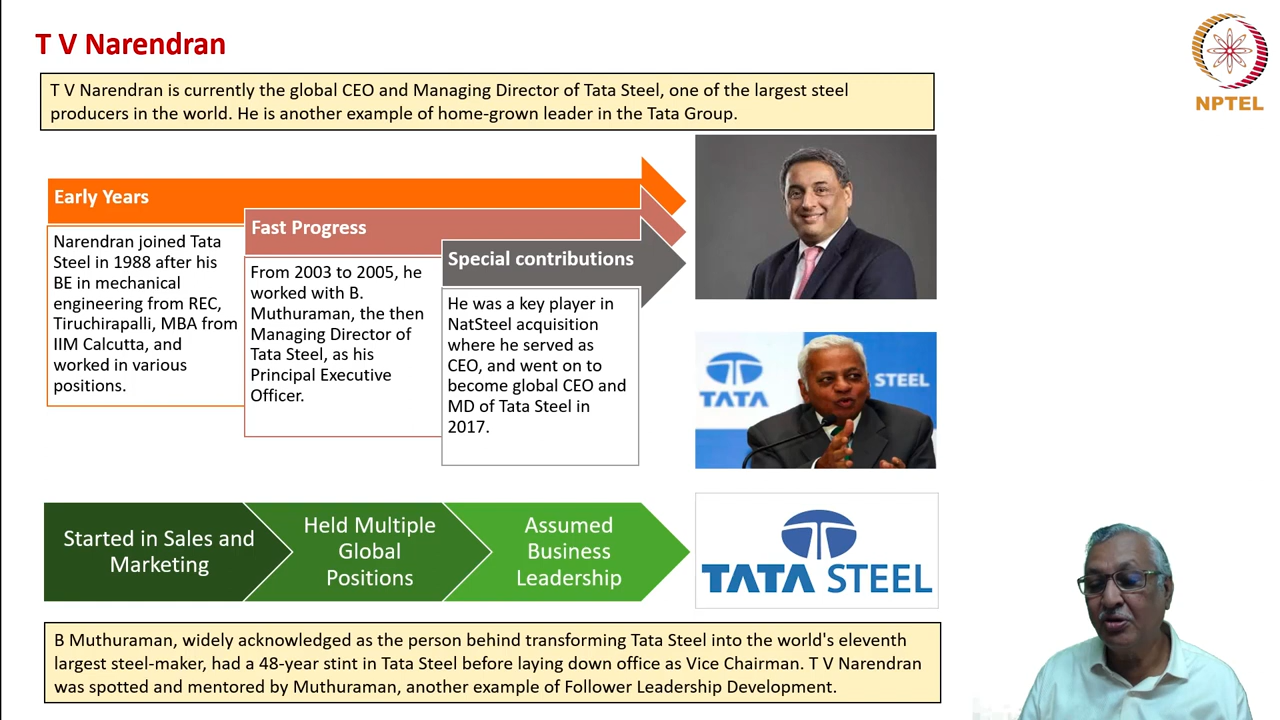 T V Narendran
NPTEL
T V Narendran is currently the global CEO and Managing Director of Tata Steel, one of the largest steel
producers in the world. He is another example of home-grown leader in the Tata Group.
Early Years
Narendran joined Tata
Steel in 1988 after his
BE in mechanical
engineering from REC,
Tiruchirapalli, MBA from
IIM Calcutta, and
worked in various
positions.
Fast Progress
From 2003 to 2005, he
worked with B.
Muthuraman, the then
Managing Director of
Tata Steel, as his
Principal Executive
Officer.
Special contributions
He was a key player in
NatSteel acquisition
where he served as
CEO, and went on to
become global CEO and
MD of Tata Steel in
2017.
TATA
STEEL
Started in Sales and
Marketing
Held Multiple
Global
Positions
Assumed
Business
Leadership
TATA STEEL
B Muthuraman, widely acknowledged as the person behind transforming Tata Steel into the world's eleventh
largest steel-maker, had a 48-year stint in Tata Steel before laying down office as Vice Chairman. T V Narendran
was spotted and mentored by Muthuraman, another example of Follower Leadership Development.